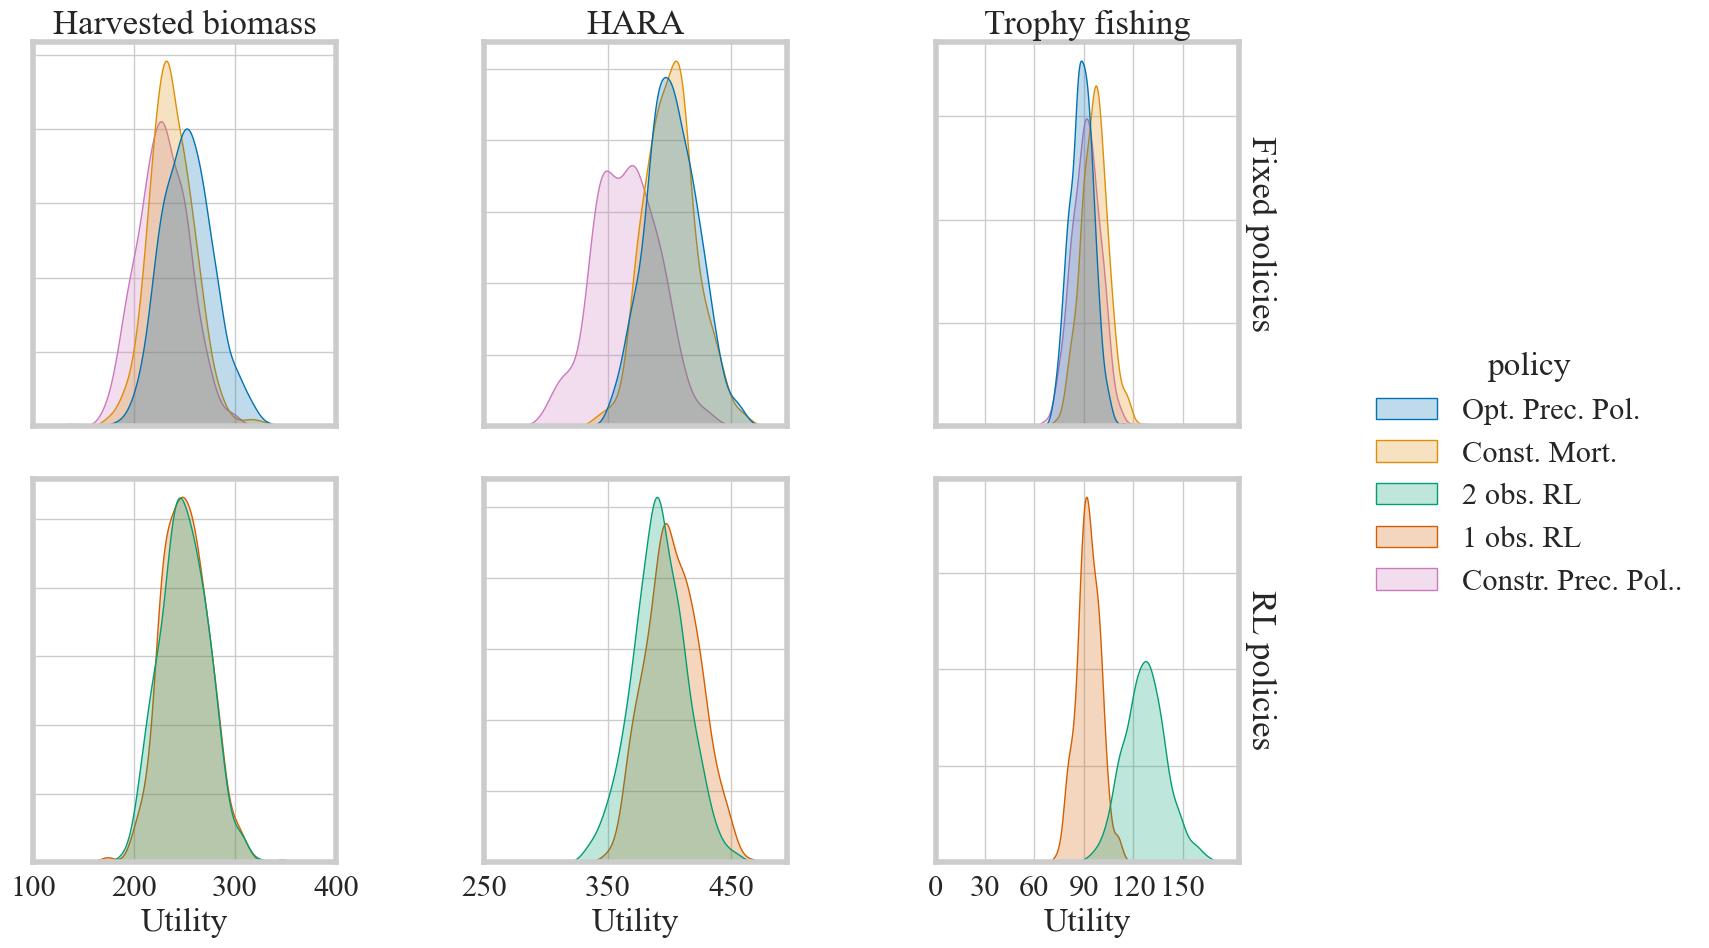 Harvested biomass
HARA
Trophy fishing
Fixed policies
RL policies
policy
Opt. Prec. Pol.
Const. Mort.
2 obs. RL
1 obs. RL
Constr. Prec. Pol..
100 200 300 400
250 350 450
0 30 60 90 120 150
Utility
Utility
Utility